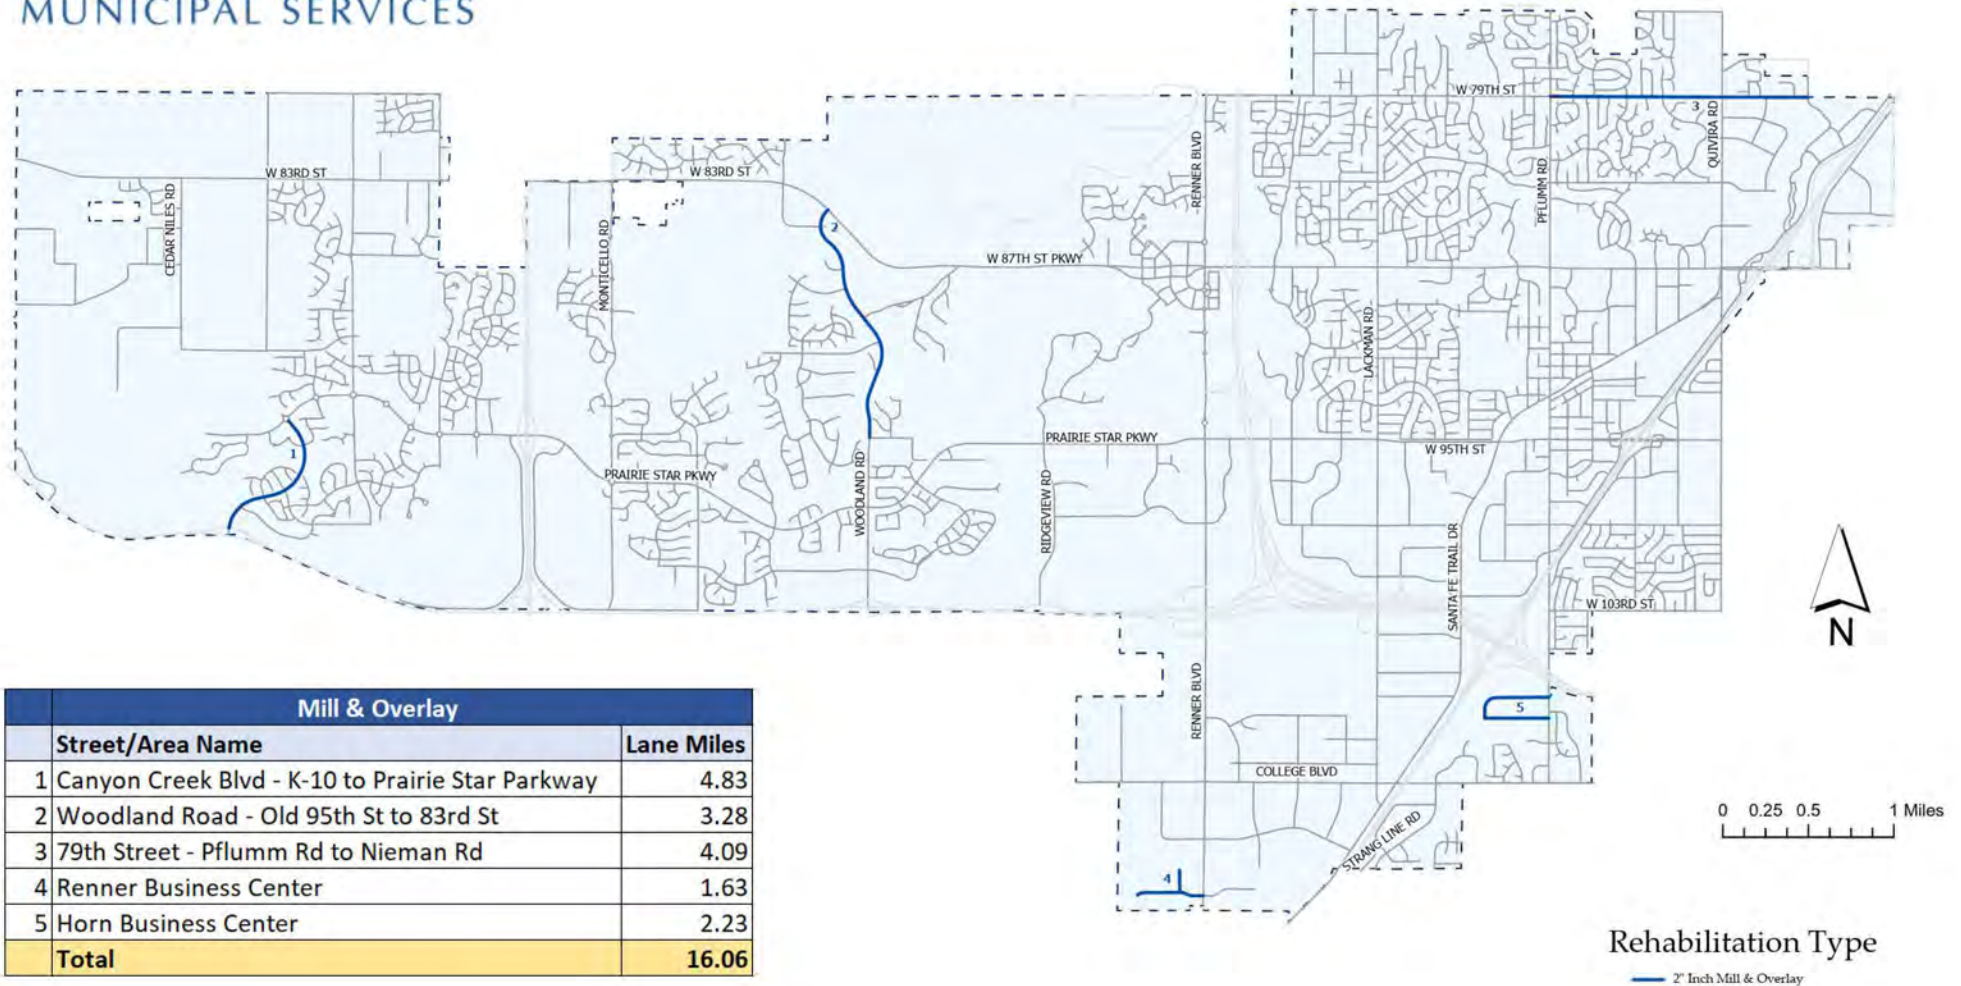 MUNICIPAL SERVICES
W 79TH ST
3
QUIVIRA RD
RENNER BLVD
PFLUMM RD
W 83RD ST
W 83RD ST
CEDAR NILES RD
MONTICELLO RD
2
W 87TH ST PKWY
LACKMAN RD
1
PRAIRIE STAR PKWY
W 95TH ST
PRAIRIE STAR PKWY
WOODLAND RD
RIDGEVIEW RD
SANTA FE TRAIL DR
W 103RD ST
N
RENNER BLVD
5
COLLEGE BLVD
STRANG LINE RD
4
0 0.25 0.5 1 Miles
Mill & Overlay
Street/Area Name Lane Miles
1 Canyon Creek Blvd - K-10 to Prairie Star Parkway 4.83
2 Woodland Road - Old 95th St to 83rd St 3.28
3 79th Street - Pflumm Rd to Nieman Rd 4.09
4 Renner Business Center 1.63
5 Horn Business Center 2.23
Total 16.06
Rehabilitation Type
2" Inch Mill & Overlay